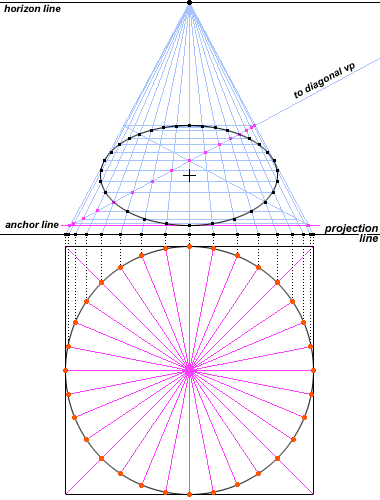 horizon line
to diagonal vp
anchor line
projection
line